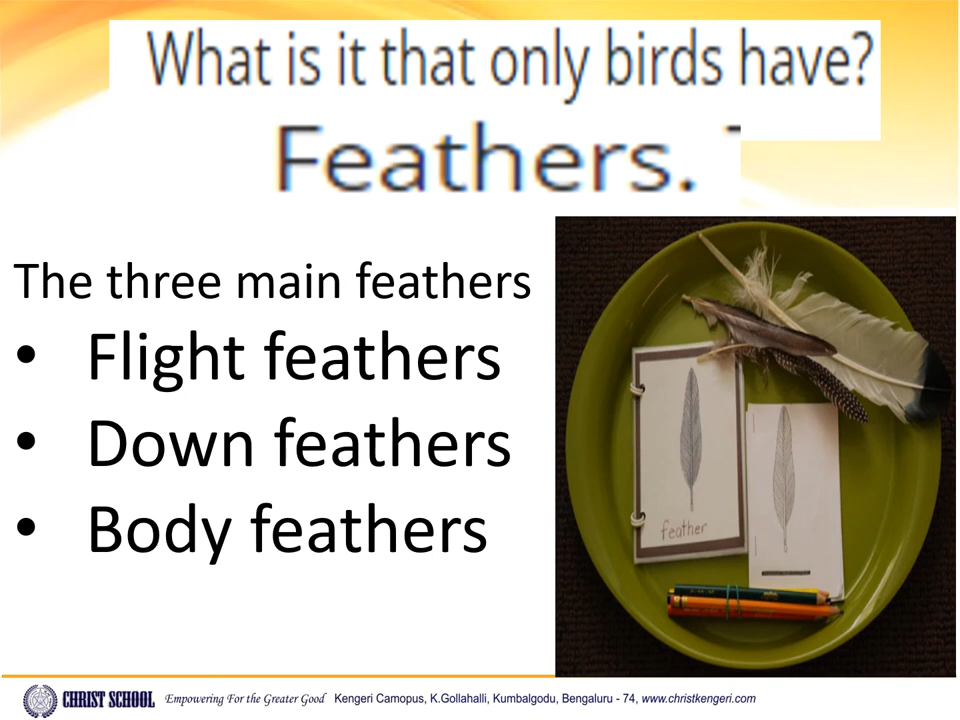 What is it that only birds have?
Feathers.
The three main feathers
• Flight feathers
• Down feathers
• Body feathers
feather
CHRIST SCHOOL Empowering For the Greater Good Kengeri Camopus, K.Gollahalli, Kumbalgodu, Bengaluru - 74, www.christkengeri.com